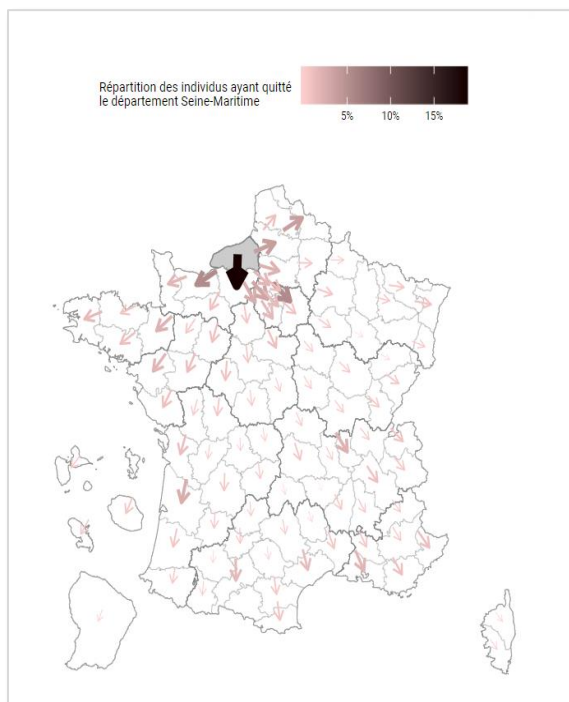 Répartition des individus ayant quitté
le département Seine-Maritime
5% 10% 15%